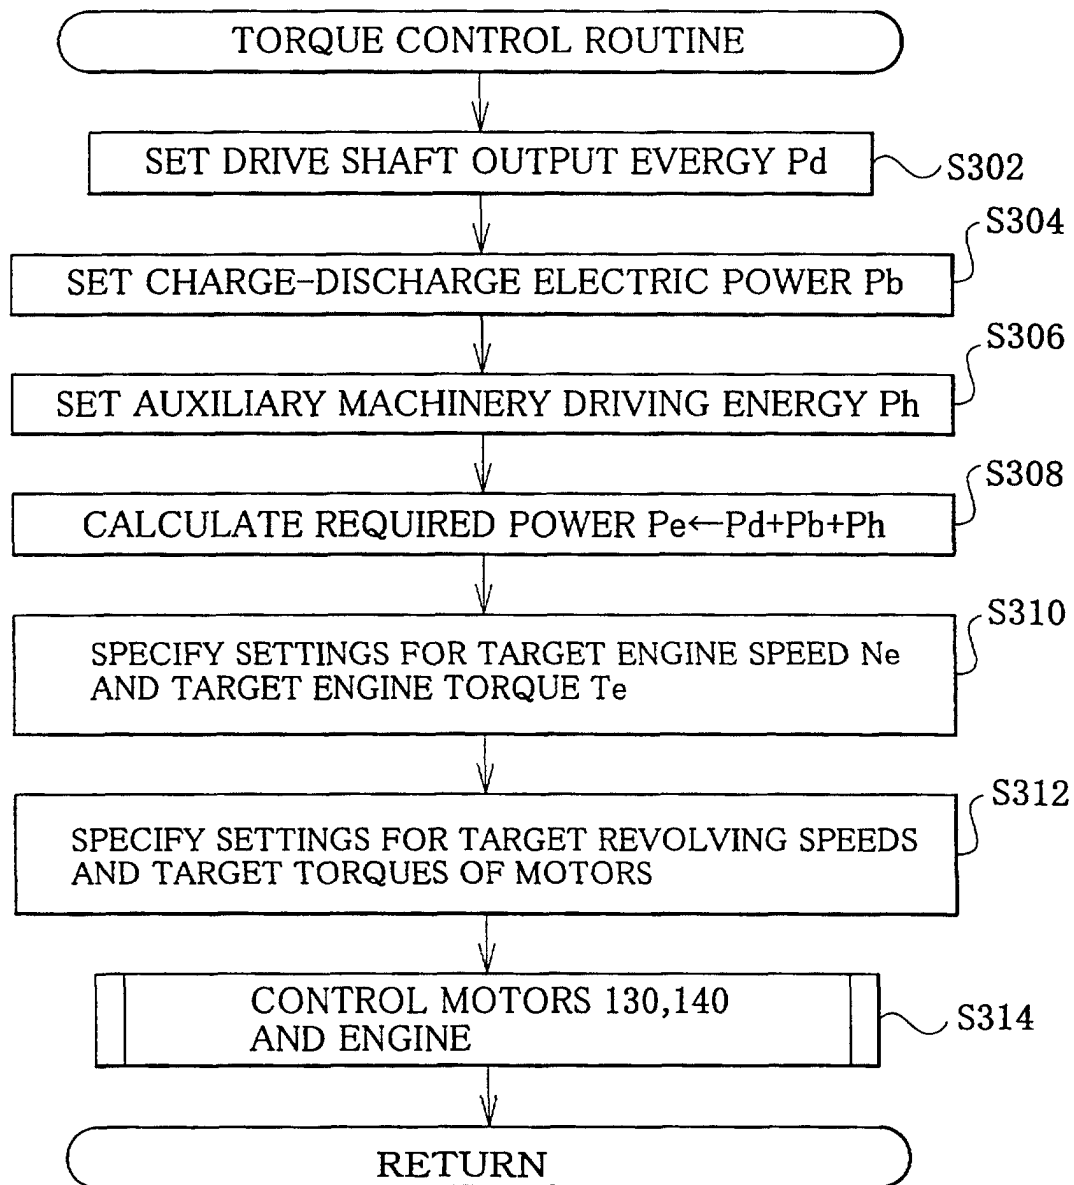 TORQUE CONTROL ROUTINE
SET DRIVE SHAFT OUTPUT EVERGY Pd
S302
S304
SET CHARGE-DISCHARGE ELECTRIC POWER Pb
S306
SET AUXILIARY MACHINERY DRIVING ENERGY Ph
S308
CALCULATE REQUIRED POWER Pe←Pd+Pb+Ph
S310
SPECIFY SETTINGS FOR TARGET ENGINE SPEED Ne
AND TARGET ENGINE TORQUE Te
S312
SPECIFY SETTINGS FOR TARGET REVOLVING SPEEDS
AND TARGET TORQUES OF MOTORS
CONTROL MOTORS 130,140
AND ENGINE
S314
RETURN